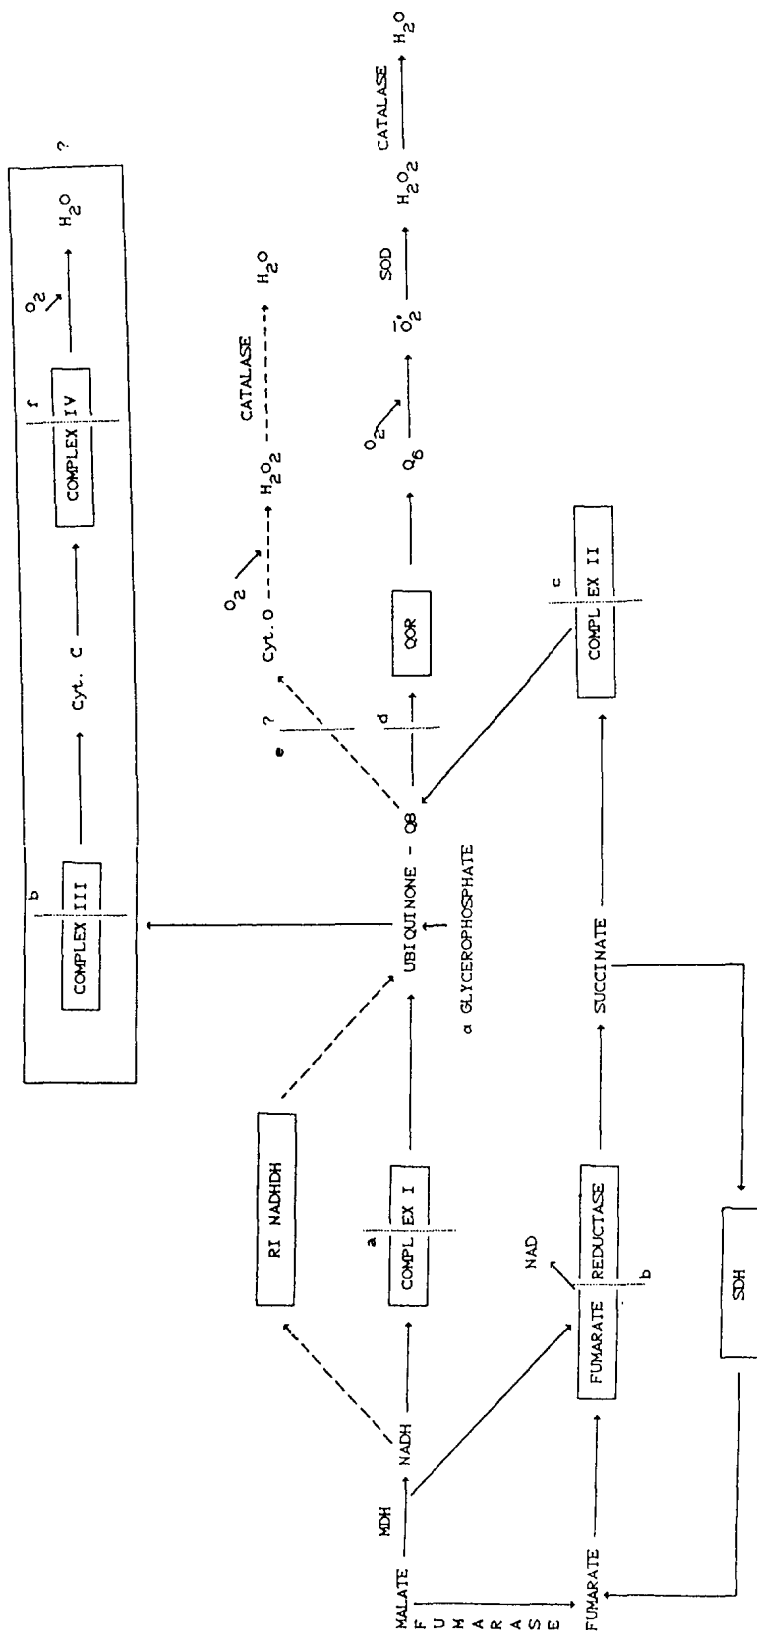 COMPLEX III
b
Cyt. C
COMPLEX IV
f
O2
H2O
?
RI NADHDH
e
?
Cyt. O
O2
H2O2
CATALASE
H2O
MALATE
MDH
NADH
COMPLEX I
a
UBIQUINONE - Q8
α GLYCEROPHOSPHATE
d
QOR
Q6
O2
O2-·
SOD
H2O2
CATALASE
H2O
FUMARASE
FUMARATE
FUMARATE REDUCTASE
b
NAD
SUCCINATE
COMPLEX II
c
SDH